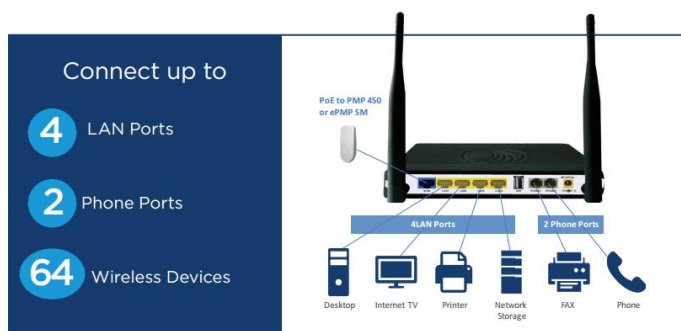 Connect up to
4 LAN Ports
2 Phone Ports
64 Wireless Devices
PoE to PMP 450
or ePMP SM
4LAN Ports
2 Phone Ports
Desktop
Internet TV
Printer
Network
Storage
FAX
Phone